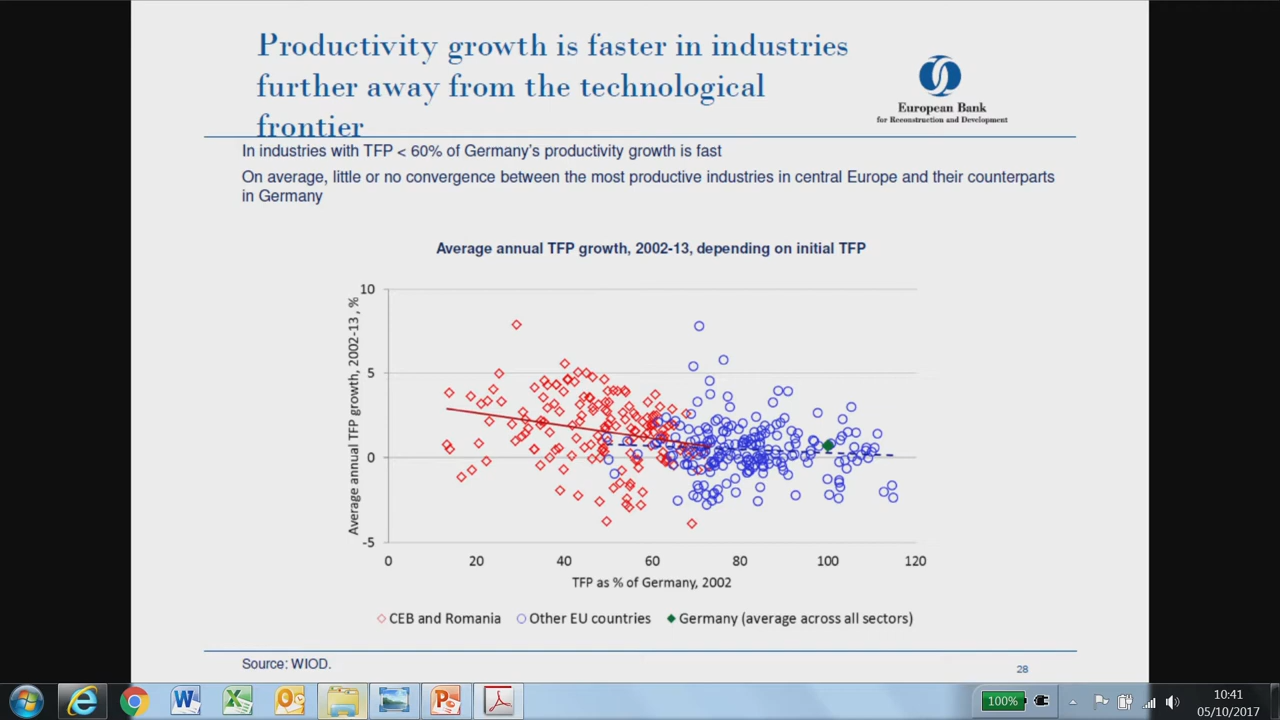 Productivity growth is faster in industries
further away from the technological
frontier
European Bank
for Reconstruction and Development
In industries with TFP < 60% of Germany's productivity growth is fast
On average, little or no convergence between the most productive industries in central Europe and their counterparts
in Germany
Average annual TFP growth, 2002-13, depending on initial TFP
Average annual TFP growth, 2002-13 , %
10
5
0
-5
0 20 40 60 80 100 120
TFP as % of Germany, 2002
CEB and Romania Other EU countries Germany (average across all sectors)
Source: WIOD.
28
100%
10:41
05/10/2017